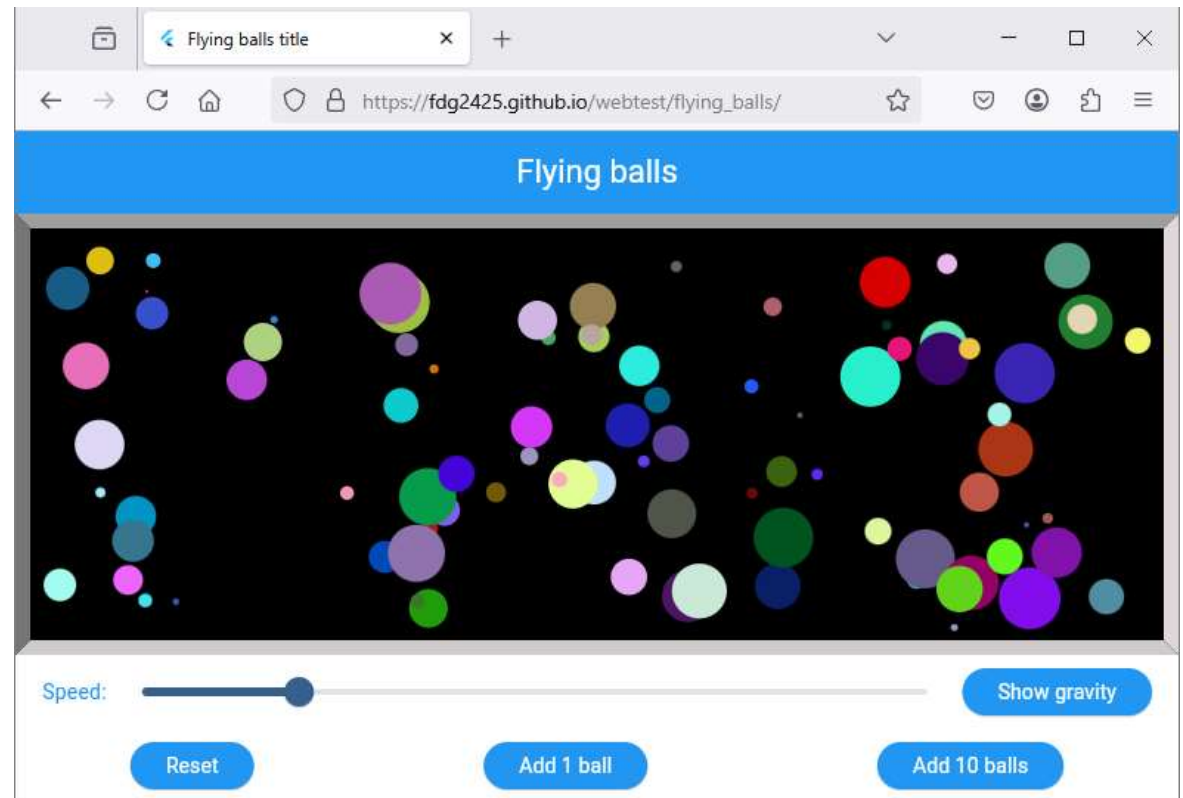 Flying balls title
https://fdg2425.github.io/webtest/flying_balls/
Flying balls
Speed:
Show gravity
Reset
Add 1 ball
Add 10 balls